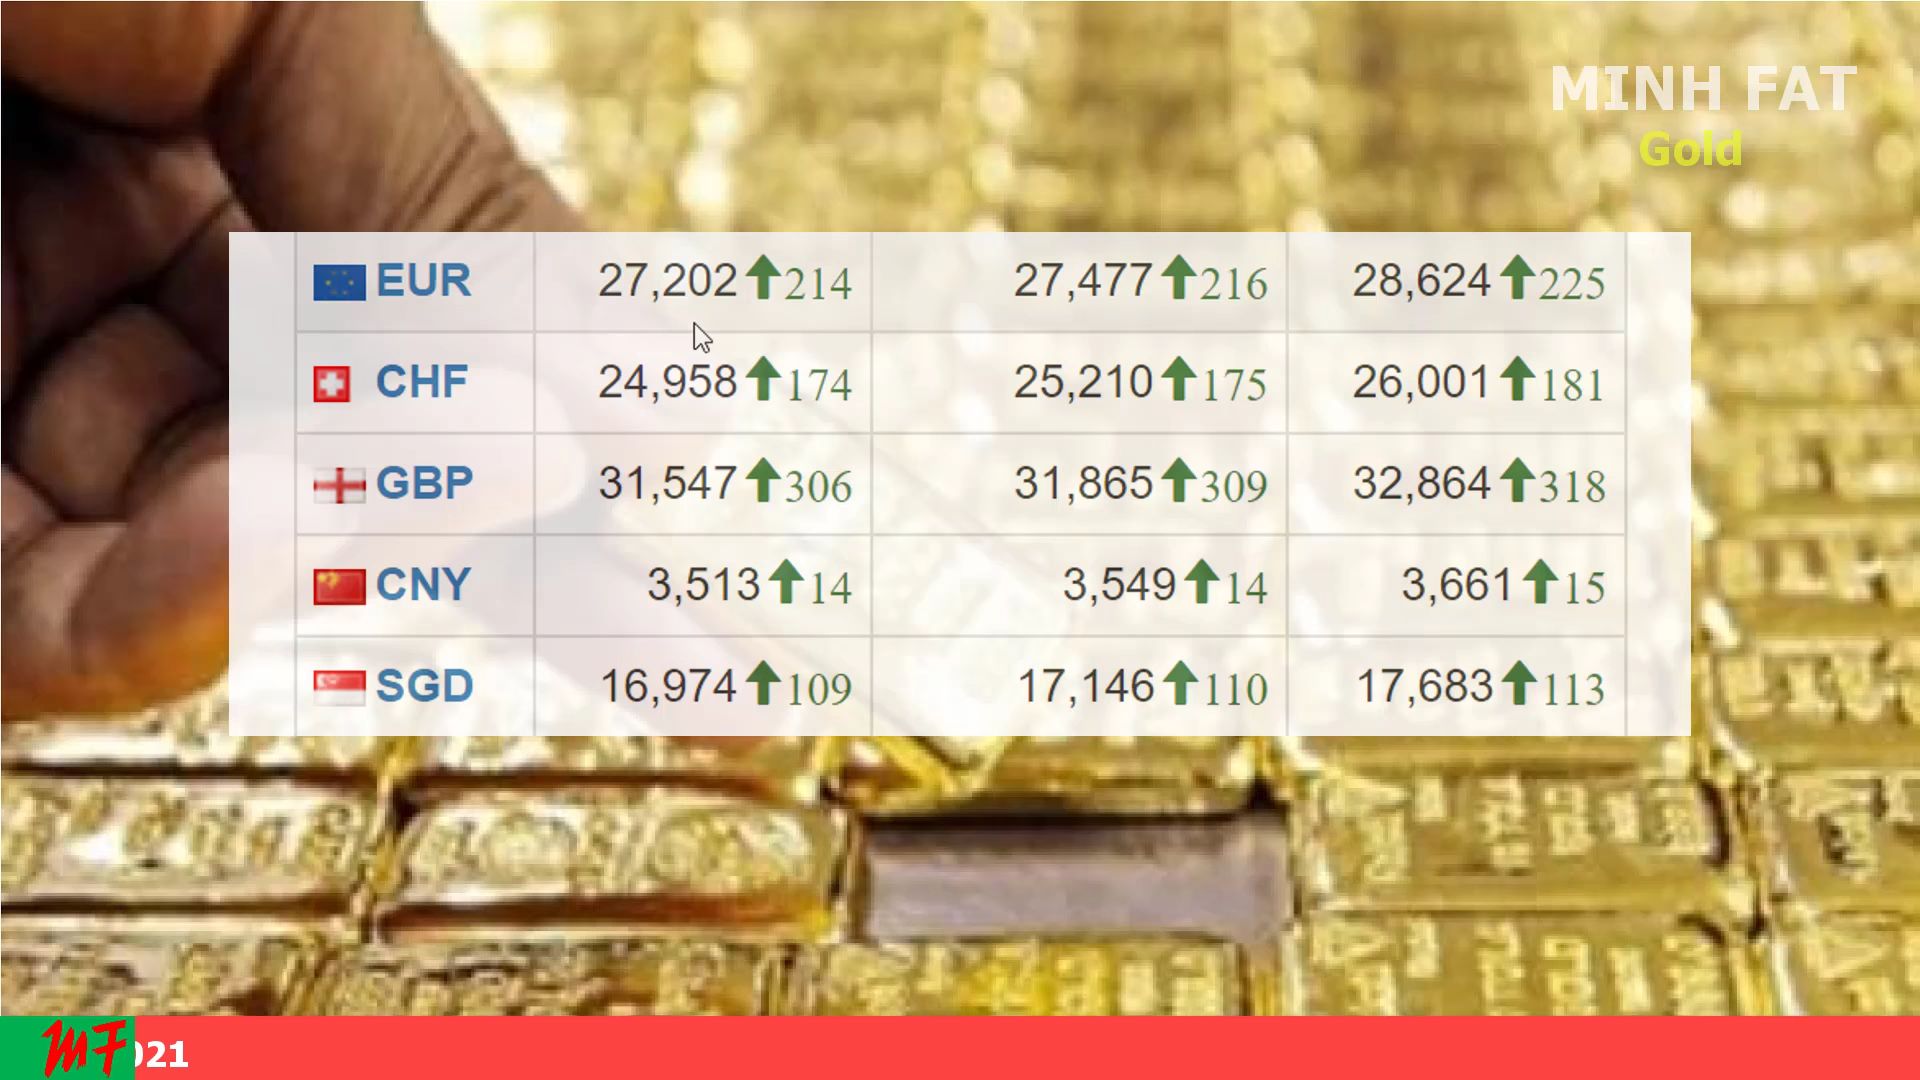 MINH FAT
Gold
EUR 27,202 214 27,477 216 28,624 225
CHF 24,958 174 25,210 175 26,001 181
GBP 31,547 306 31,865 309 32,864 318
CNY 3,513 14 3,549 14 3,661 15
SGD 16,974 109 17,146 110 17,683 113
MF 021